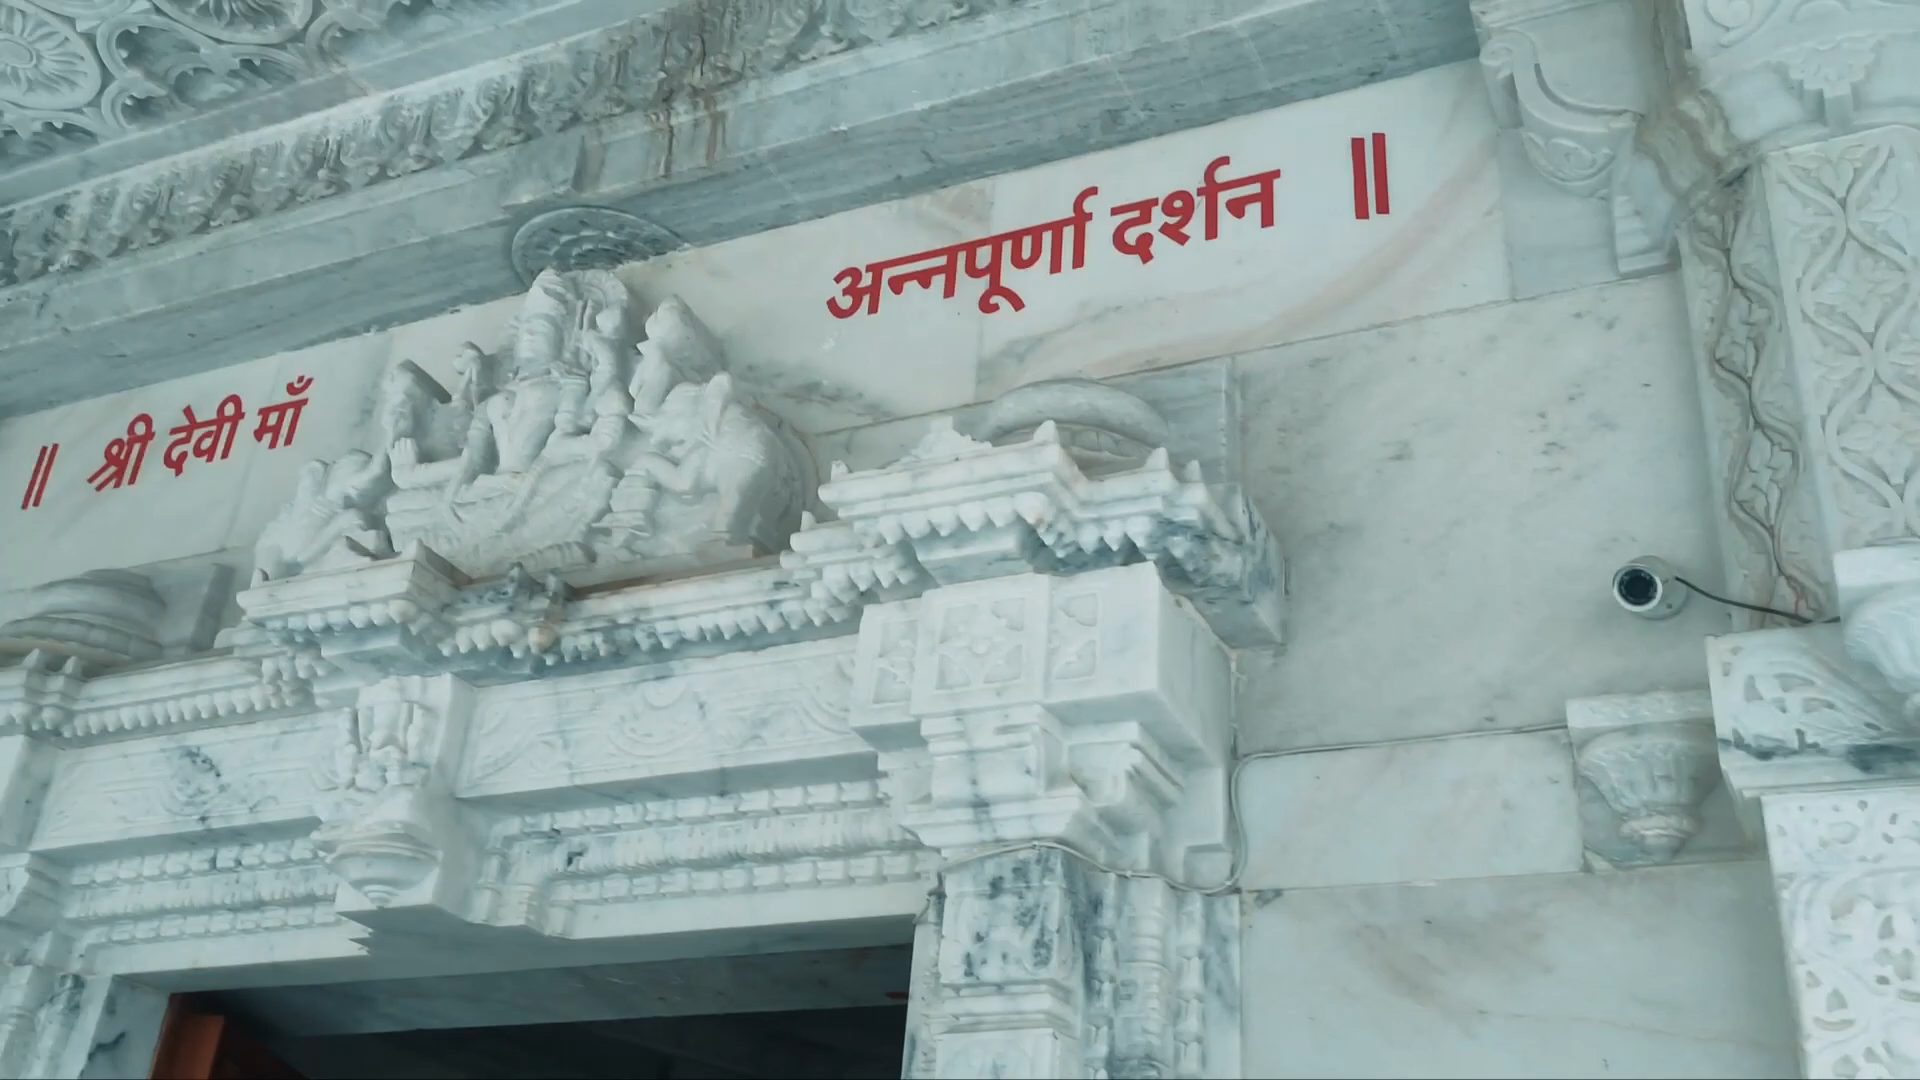 ॥ श्री देवी माँ अन्नपूर्णा दर्शन ॥